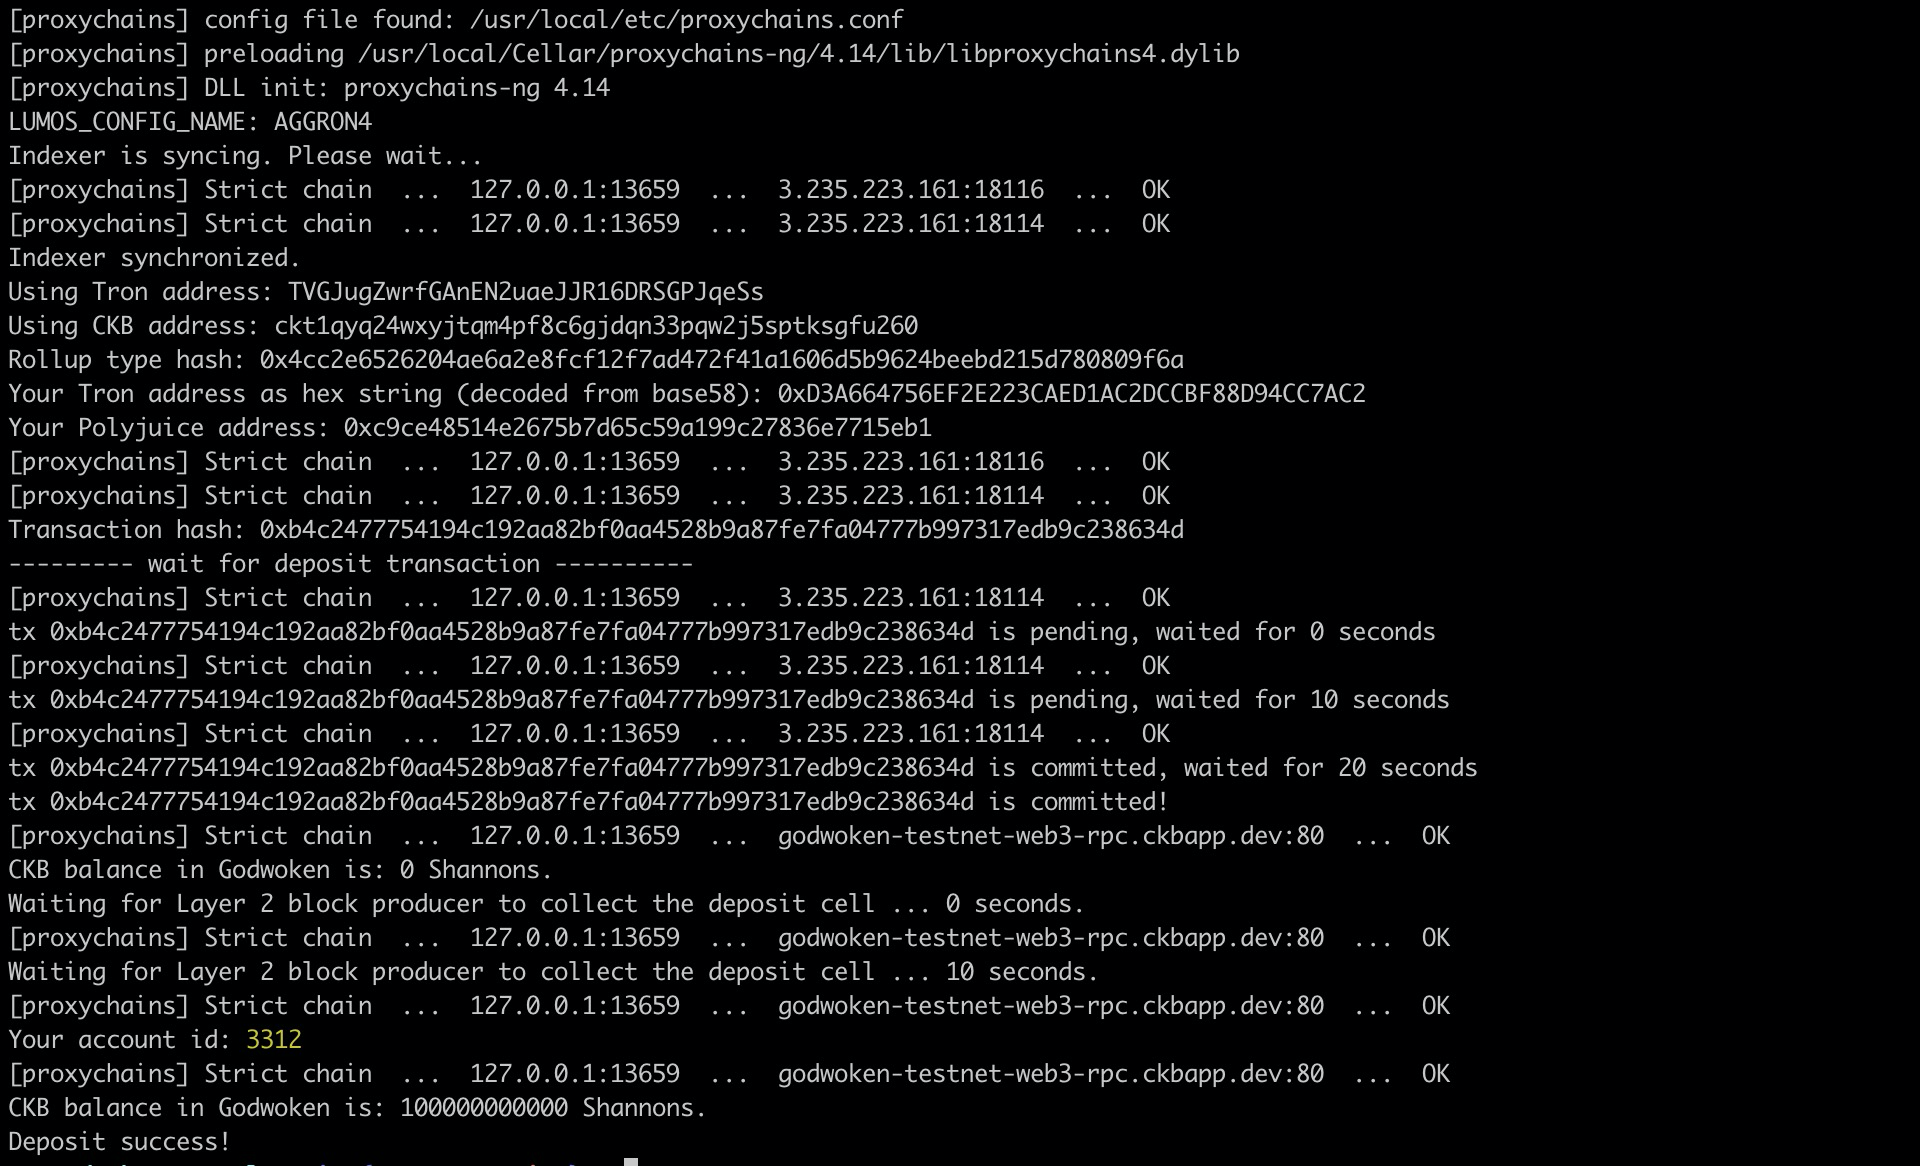 [proxychains] config file found: /usr/local/etc/proxychains.conf
[proxychains] preloading /usr/local/Cellar/proxychains-ng/4.14/lib/libproxychains4.dylib
[proxychains] DLL init: proxychains-ng 4.14
LUMOS_CONFIG_NAME: AGGRON4
Indexer is syncing. Please wait...
[proxychains] Strict chain  ...  127.0.0.1:13659  ...  3.235.223.161:18116  ...  OK
[proxychains] Strict chain  ...  127.0.0.1:13659  ...  3.235.223.161:18114  ...  OK
Indexer synchronized.
Using Tron address: TVGJugZwrfGAnEN2uaeJJR16DRSGPJqeSs
Using CKB address: ckt1qyq24wxyjtqm4pf8c6gjdqn33pqw2j5sptksgfu260
Rollup type hash: 0x4cc2e6526204ae6a2e8fcf12f7ad472f41a1606d5b9624beebd215d780809f6a
Your Tron address as hex string (decoded from base58): 0xD3A664756EF2E223CAED1AC2DCCBF88D94CC7AC2
Your Polyjuice address: 0xc9ce48514e2675b7d65c59a199c27836e7715eb1
[proxychains] Strict chain  ...  127.0.0.1:13659  ...  3.235.223.161:18116  ...  OK
[proxychains] Strict chain  ...  127.0.0.1:13659  ...  3.235.223.161:18114  ...  OK
Transaction hash: 0xb4c2477754194c192aa82bf0aa4528b9a87fe7fa04777b997317edb9c238634d
--------- wait for deposit transaction ----------
[proxychains] Strict chain  ...  127.0.0.1:13659  ...  3.235.223.161:18114  ...  OK
tx 0xb4c2477754194c192aa82bf0aa4528b9a87fe7fa04777b997317edb9c238634d is pending, waited for 0 seconds
[proxychains] Strict chain  ...  127.0.0.1:13659  ...  3.235.223.161:18114  ...  OK
tx 0xb4c2477754194c192aa82bf0aa4528b9a87fe7fa04777b997317edb9c238634d is pending, waited for 10 seconds
[proxychains] Strict chain  ...  127.0.0.1:13659  ...  3.235.223.161:18114  ...  OK
tx 0xb4c2477754194c192aa82bf0aa4528b9a87fe7fa04777b997317edb9c238634d is committed, waited for 20 seconds
tx 0xb4c2477754194c192aa82bf0aa4528b9a87fe7fa04777b997317edb9c238634d is committed!
[proxychains] Strict chain  ...  127.0.0.1:13659  ...  godwoken-testnet-web3-rpc.ckbapp.dev:80  ...  OK
CKB balance in Godwoken is: 0 Shannons.
Waiting for Layer 2 block producer to collect the deposit cell ... 0 seconds.
[proxychains] Strict chain  ...  127.0.0.1:13659  ...  godwoken-testnet-web3-rpc.ckbapp.dev:80  ...  OK
Waiting for Layer 2 block producer to collect the deposit cell ... 10 seconds.
[proxychains] Strict chain  ...  127.0.0.1:13659  ...  godwoken-testnet-web3-rpc.ckbapp.dev:80  ...  OK
Your account id: 3312
[proxychains] Strict chain  ...  127.0.0.1:13659  ...  godwoken-testnet-web3-rpc.ckbapp.dev:80  ...  OK
CKB balance in Godwoken is: 100000000000 Shannons.
Deposit success!